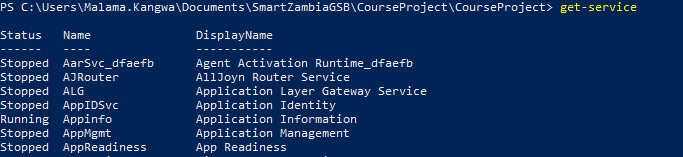 PS C:\Users\Malama.Kangwa\Documents\SmartZambiaGSB\CourseProject\CourseProject> get-service
Status   Name               DisplayName
------   ----               -----------
Stopped  AarSvc_dfaefb      Agent Activation Runtime_dfaefb
Stopped  AJRouter           AllJoyn Router Service
Stopped  ALG                Application Layer Gateway Service
Stopped  AppIDSvc           Application Identity
Running  Appinfo            Application Information
Stopped  AppMgmt            Application Management
Stopped  AppReadiness       App Readiness